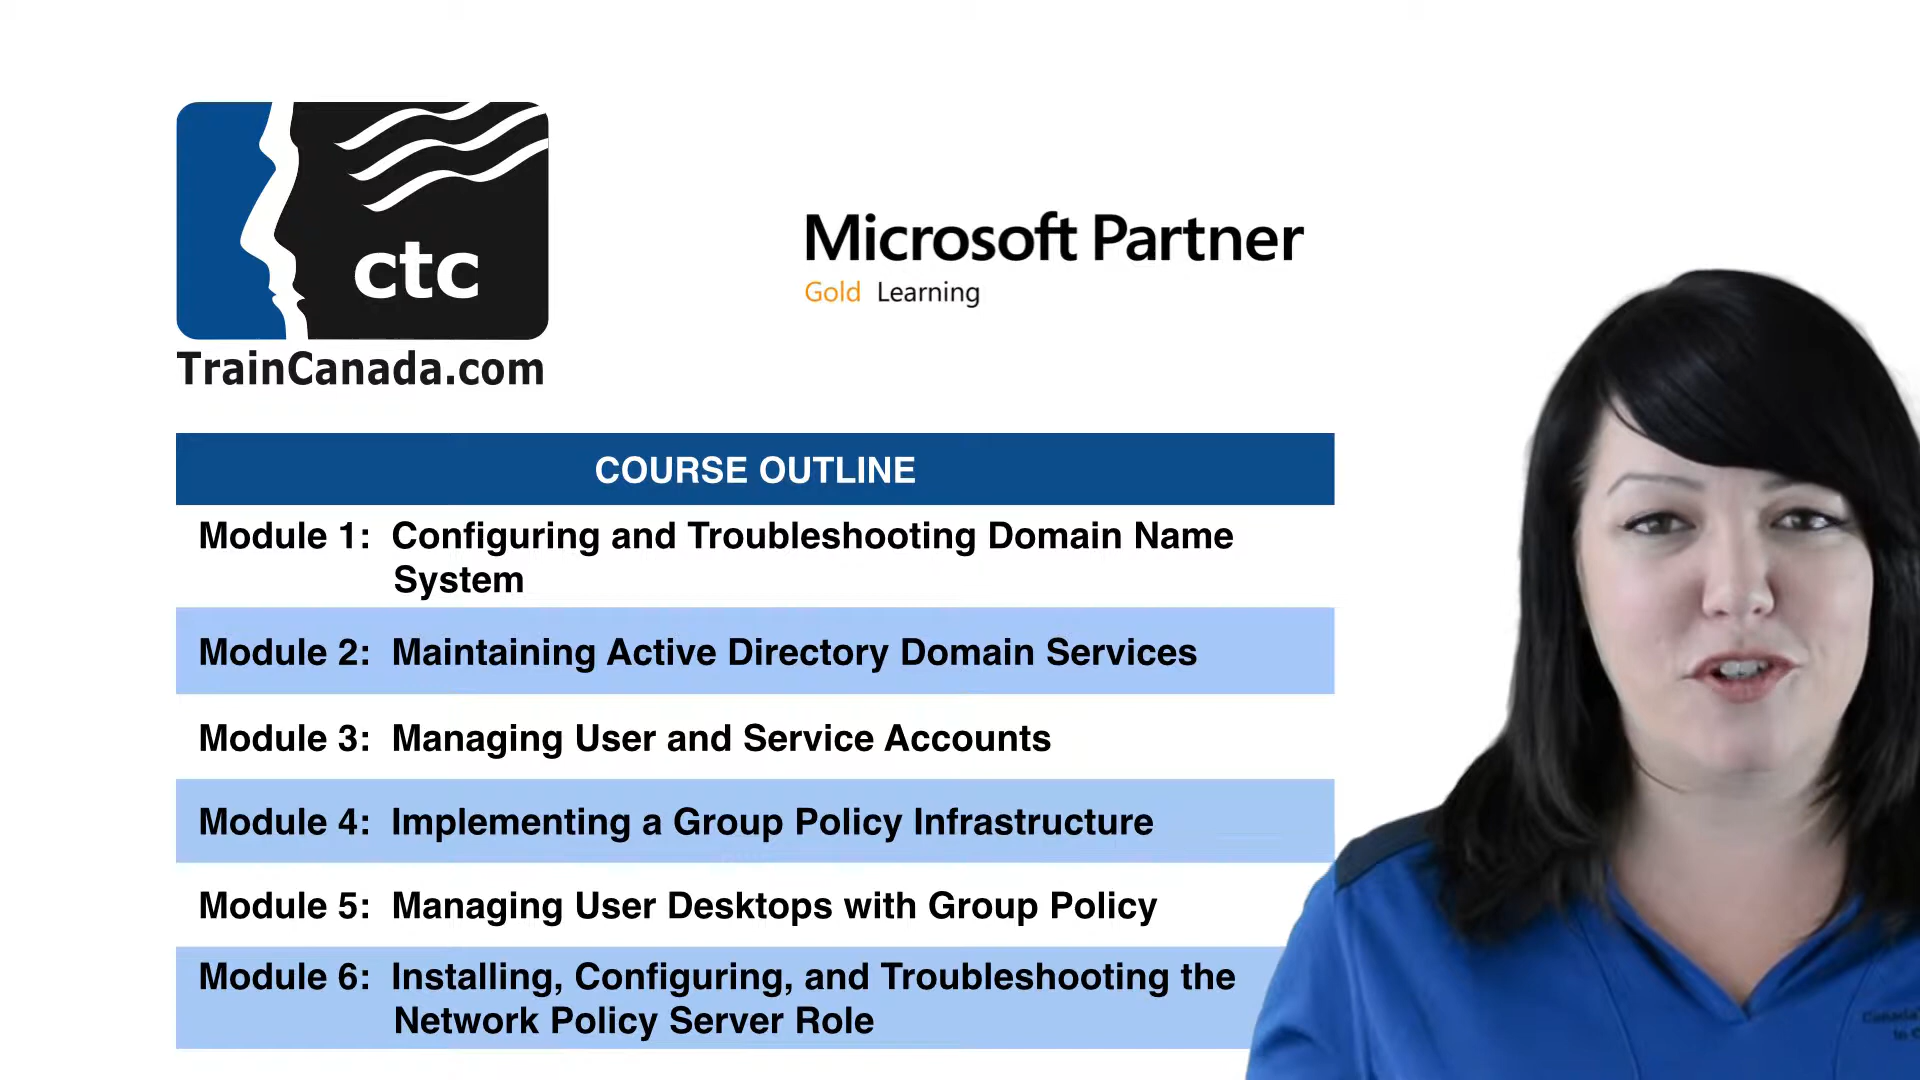 ctc
TrainCanada.com
Microsoft Partner
Gold Learning
COURSE OUTLINE
Module 1: Configuring and Troubleshooting Domain Name
System
Module 2: Maintaining Active Directory Domain Services
Module 3: Managing User and Service Accounts
Module 4: Implementing a Group Policy Infrastructure
Module 5: Managing User Desktops with Group Policy
Module 6: Installing, Configuring, and Troubleshooting the
Network Policy Server Role